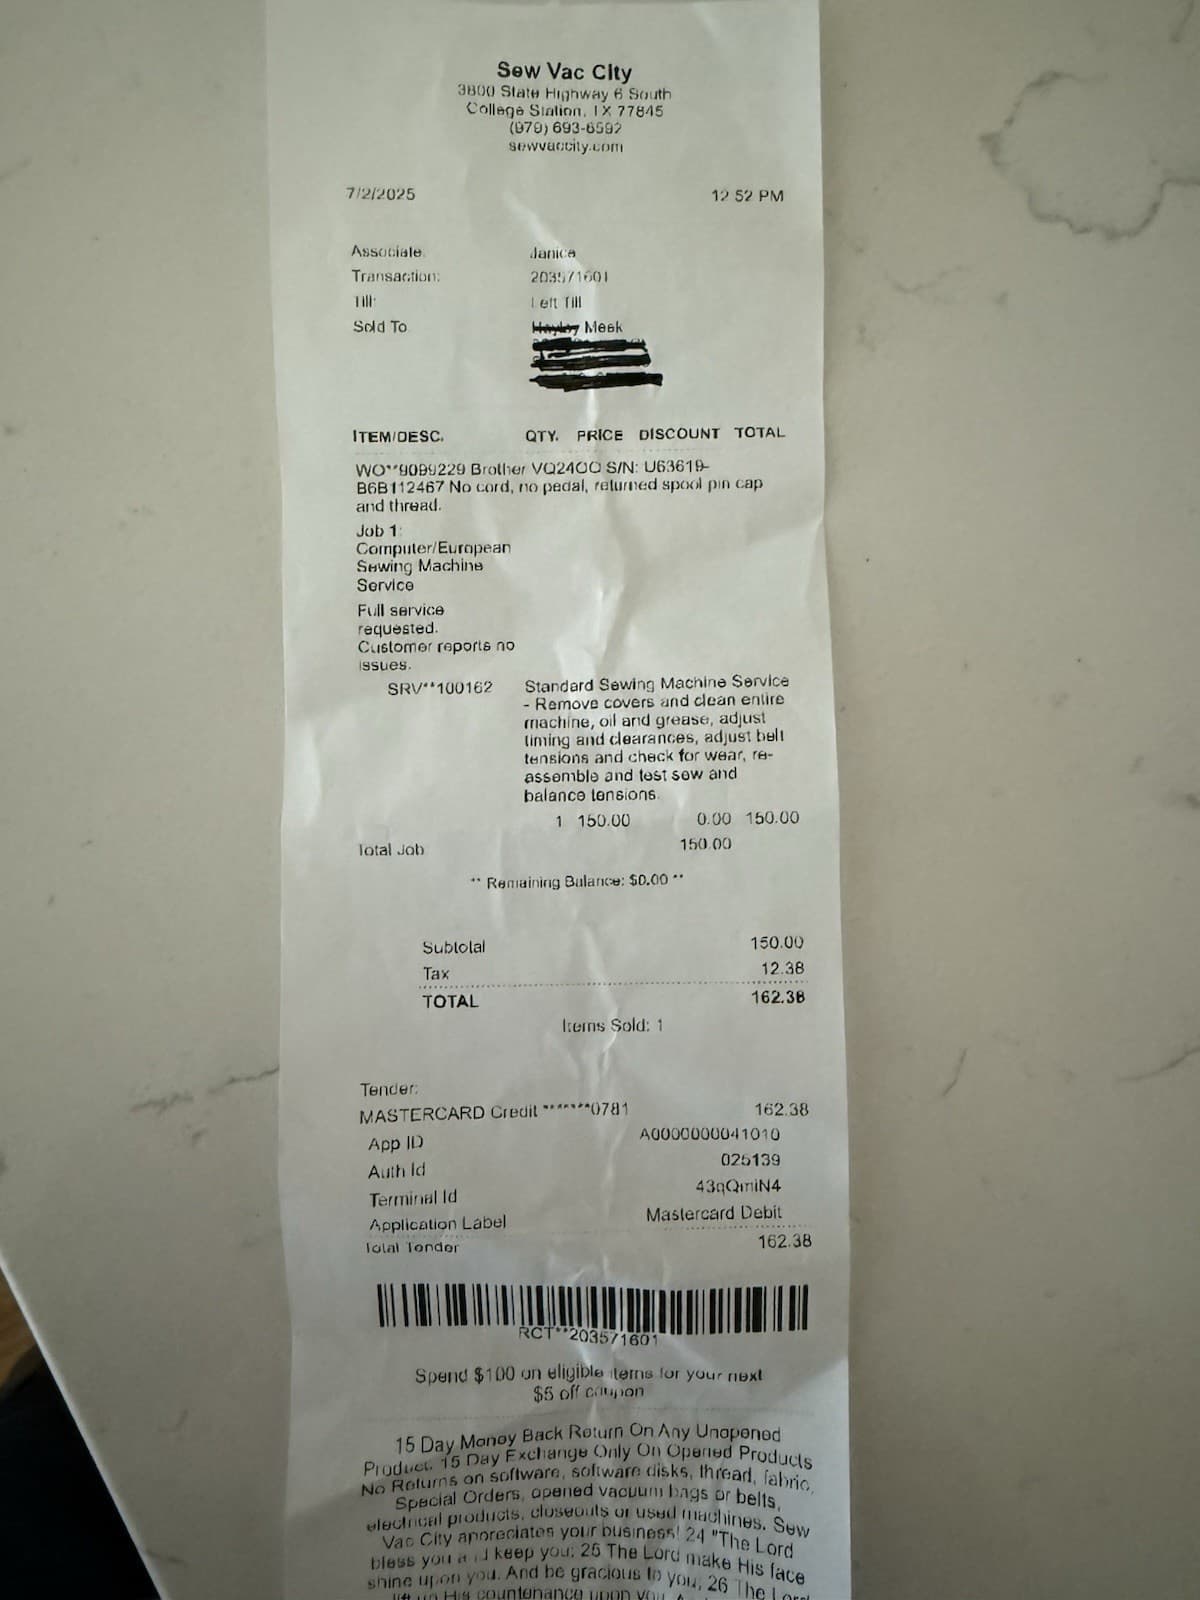 Sew Vac City
3800 State Highway 6 South
College Station, TX 77845
(979) 693-6592
sewvaccity.com
7/2/2025 12:52 PM
Associate: Janice
Transaction: 203571601
Till: Left Till
Sold To Meek
ITEM/DESC. QTY. PRICE DISCOUNT TOTAL
WO**9099229 Brother VQ2400 S/N: U63619-
B6B112467 No cord, no pedal, returned spool pin cap
and thread.
Job 1:
Computer/European
Sewing Machine
Service
Full service
requested.
Customer reports no
issues.
SRV**100162 Standard Sewing Machine Service
- Remove covers and clean entire
machine, oil and grease, adjust
timing and clearances, adjust belt
tensions and check for wear, re-
assemble and test sew and
balance tensions.
1 150.00 0.00 150.00
Total Job 150.00
** Remaining Balance: $0.00 **
Subtotal 150.00
Tax 12.38
TOTAL 162.38
Items Sold: 1
Tender:
MASTERCARD Credit *******0781 162.38
App ID A0000000041010
Auth Id 025139
Terminal Id 43qQmiN4
Application Label Mastercard Debit
Total Tender 162.38
RCT**203571601
Spend $100 on eligible items for your next
$5 off coupon
15 Day Money Back Return On Any Unopened
Product. 15 Day Exchange Only On Opened Products
No Returns on software, software disks, thread, fabric,
Special Orders, opened vacuum bags or belts,
electrical products, closeouts or used machines. Sew
Vac City appreciates your business! 24 "The Lord
bless you and keep you; 25 The Lord make His face
shine upon you, And be gracious to you; 26 The Lord
lift up His countenance upon you,